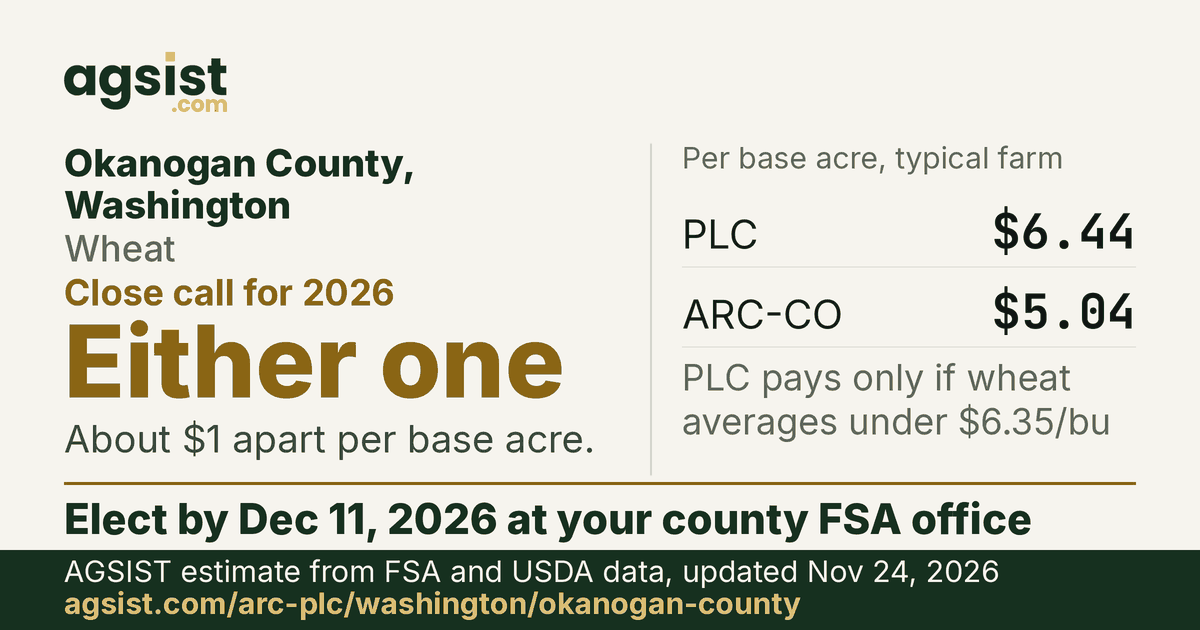 agsist
.com
Okanogan County,
Washington
Wheat
Close call for 2026
Either one
About $1 apart per base acre.
Per base acre, typical farm
PLC $6.44
ARC-CO $5.04
PLC pays only if wheat
averages under $6.35/bu
Elect by Dec 11, 2026 at your county FSA office
AGSIST estimate from FSA and USDA data, updated Nov 24, 2026
agsist.com/arc-plc/washington/okanogan-county